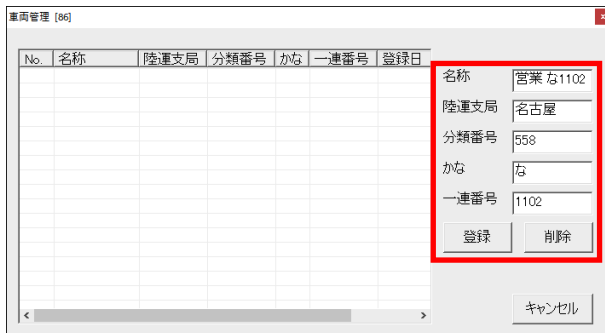 車両管理 [86]
No. 名称 陸運支局 分類番号 かな 一連番号 登録日
名称 営業 な1102
陸運支局 名古屋
分類番号 558
かな な
一連番号 1102
登録 削除
キャンセル